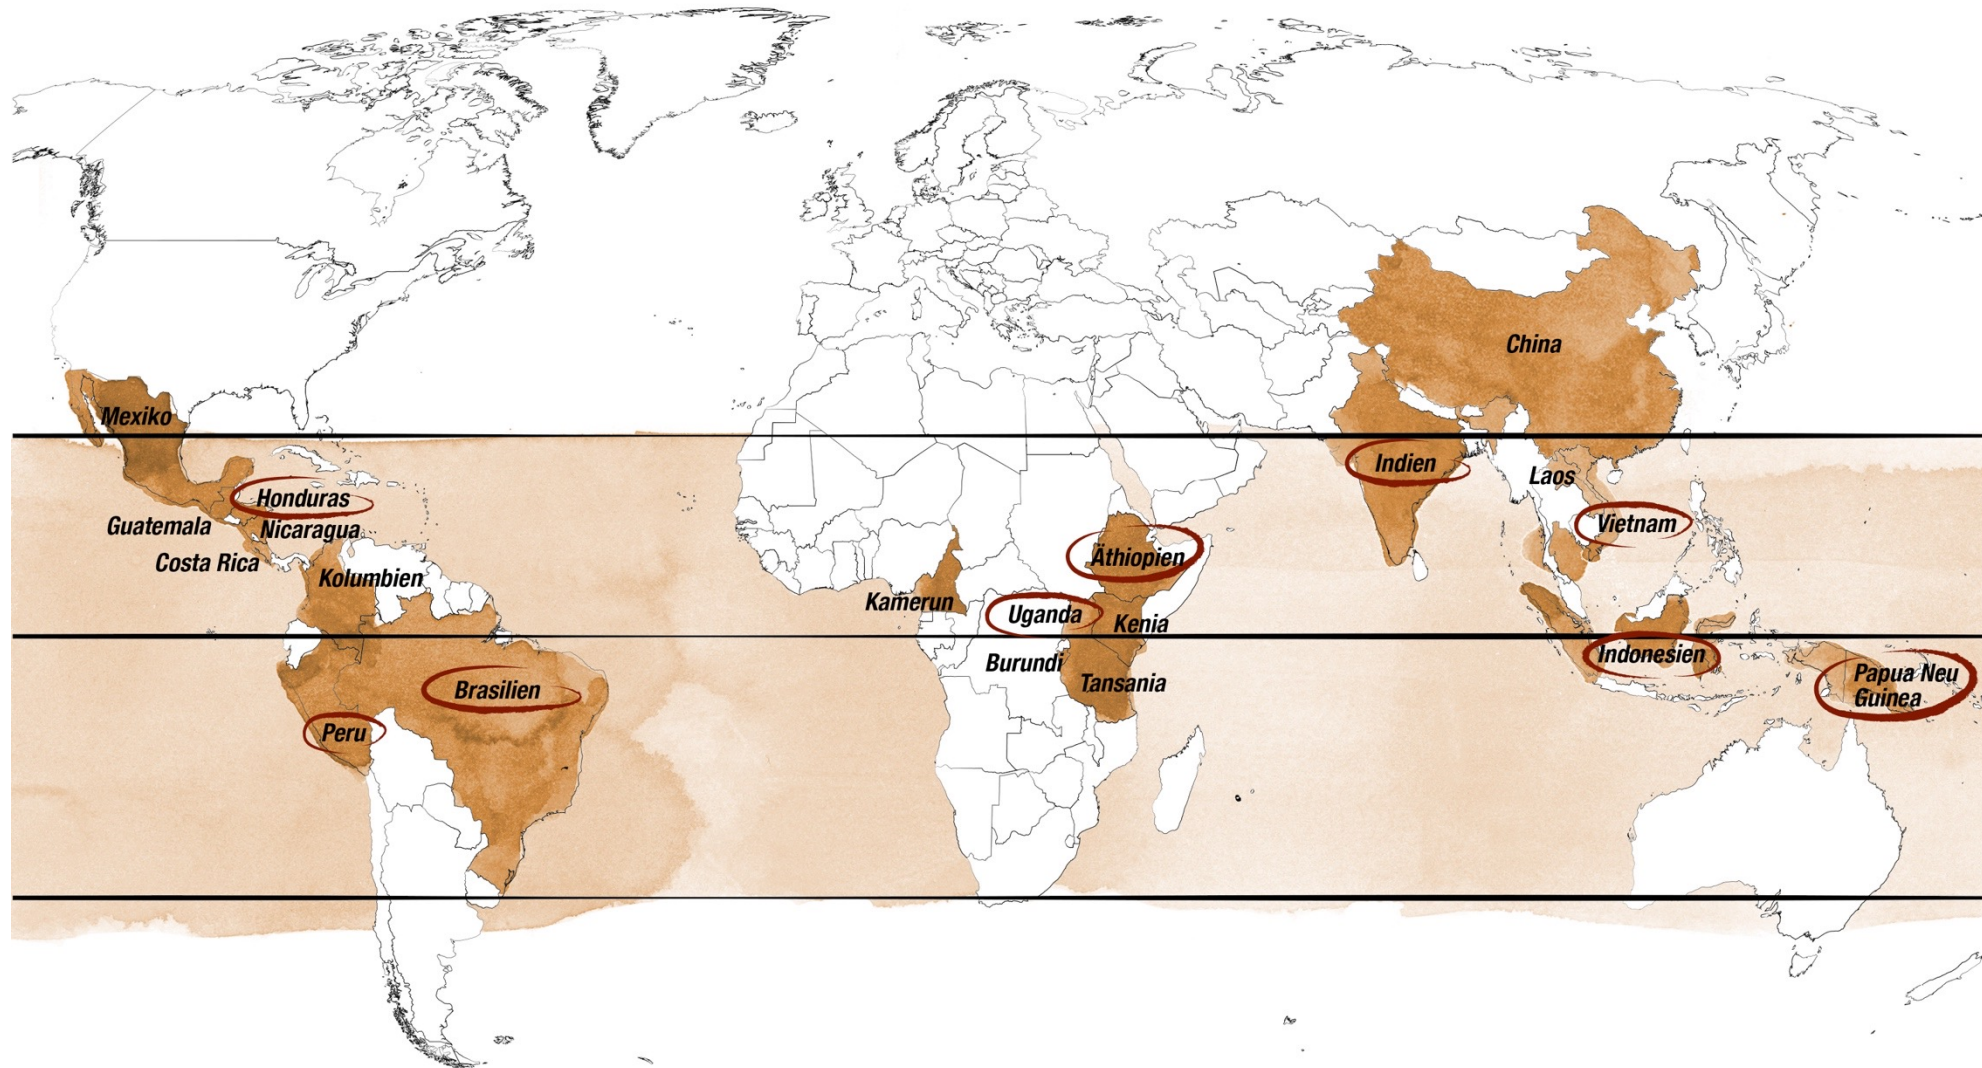 China
Mexiko
Indien
Laos
Honduras
Guatemala
Nicaragua
Vietnam
Costa Rica
Äthiopien
Kolumbien
Kamerun
Uganda
Kenia
Burundi
Indonesien
Tansania
Papua Neu
Guinea
Brasilien
Peru